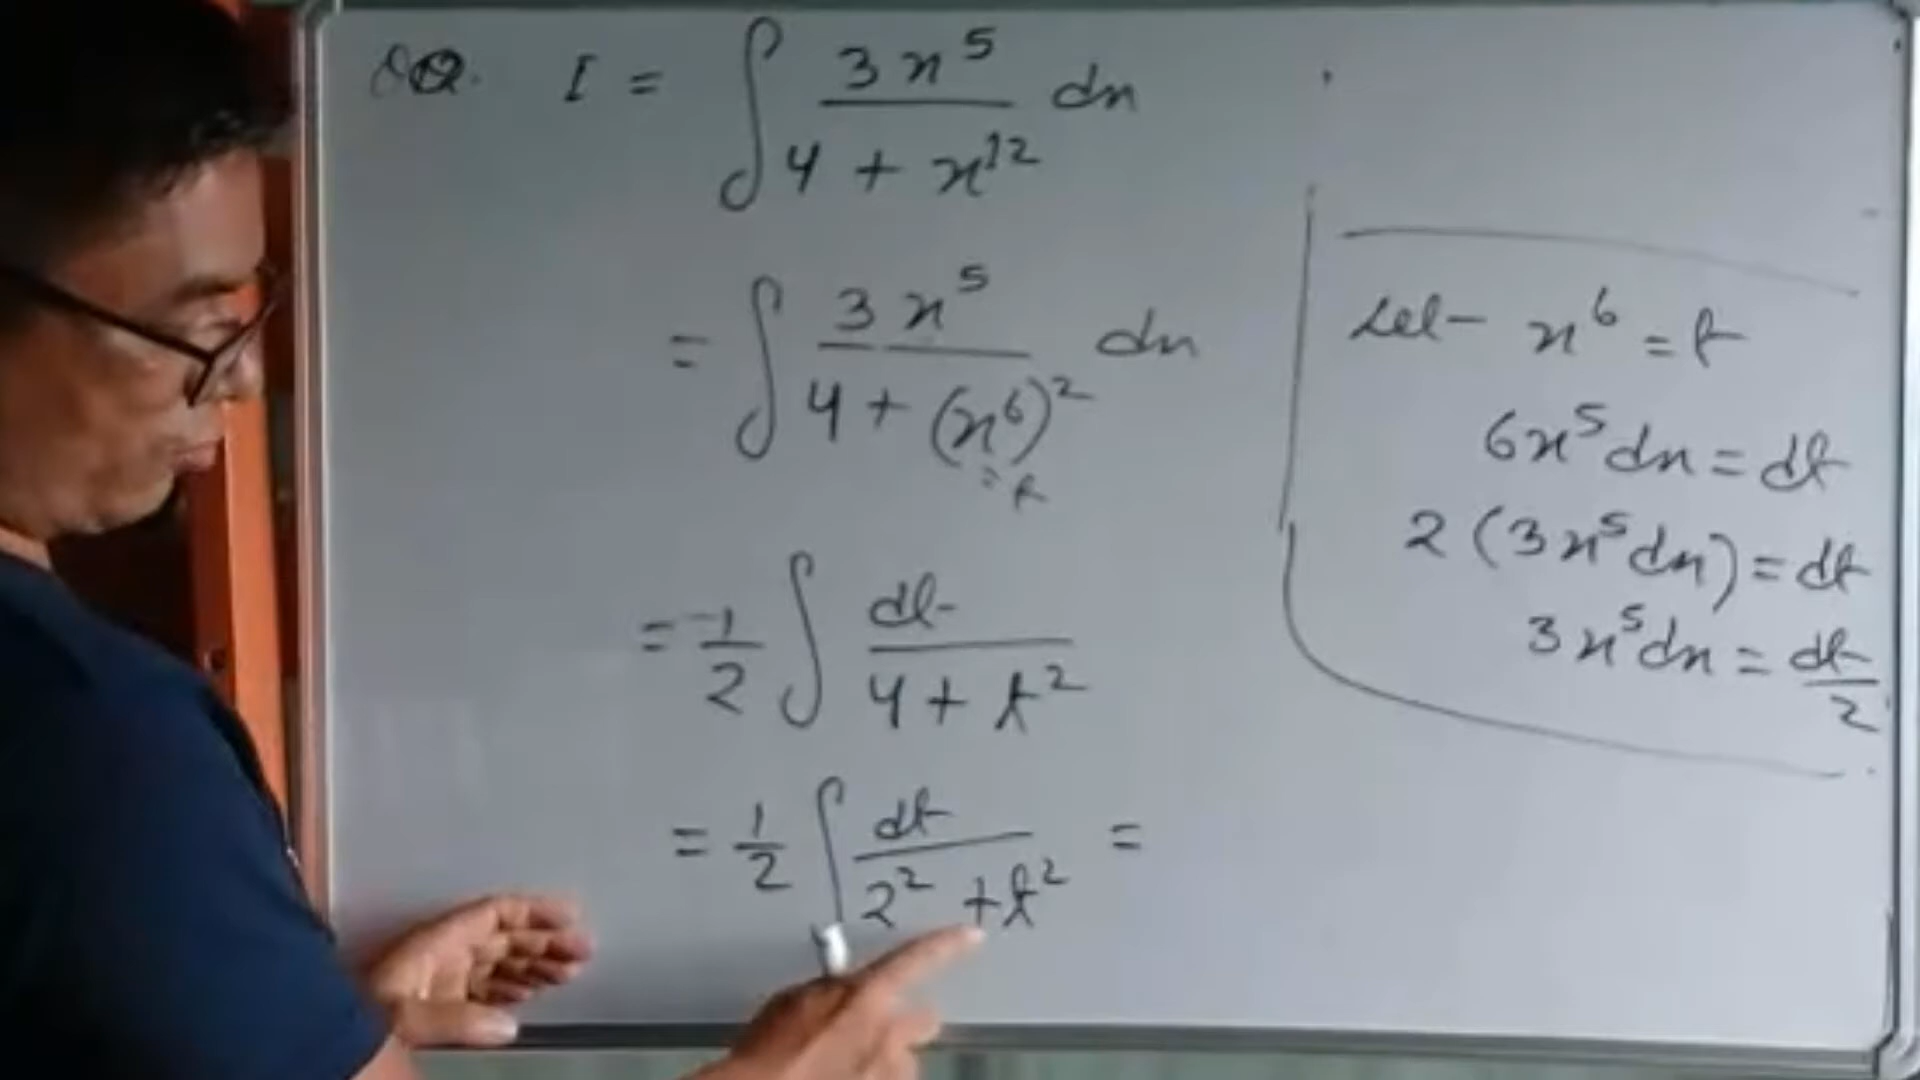 Q. I = ∫ 3x⁵ / (4 + x¹²) dx
= ∫ 3x⁵ / (4 + (x⁶)²) dx
= t
= 1/2 ∫ dt / (4 + t²)
= 1/2 ∫ dt / (2² + t²) =
Let x⁶ = t
6x⁵dx = dt
2 (3x⁵dx) = dt
3x⁵dx = dt/2